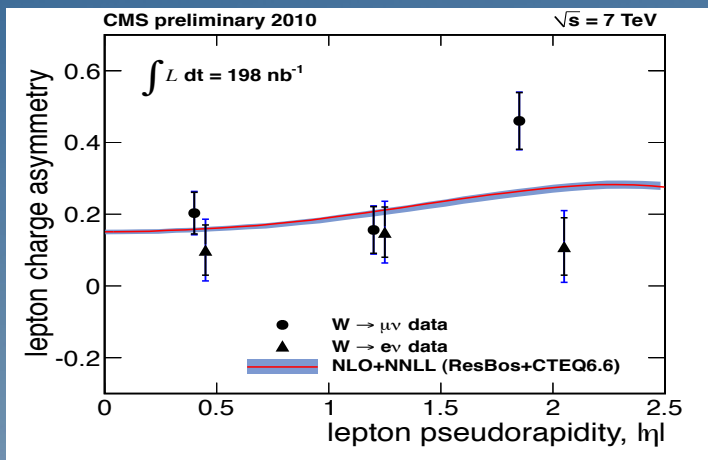 CMS preliminary 2010
√s = 7 TeV
∫ L dt = 198 nb⁻¹
lepton charge asymmetry
0.6
0.4
0.2
0
-0.2
W → μν data
W → eν data
NLO+NNLL (ResBos+CTEQ6.6)
0 0.5 1 1.5 2 2.5
lepton pseudorapidity, |η|